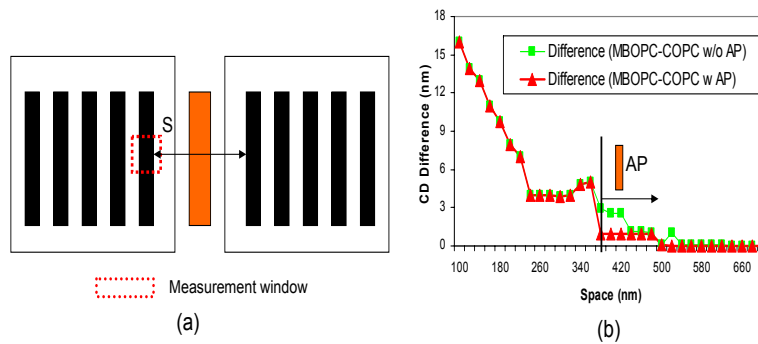 S
Measurement window
(a)
18
15
12
9
6
3
0
CD Difference (nm)
Difference (MBOPC-COPC w/o AP)
Difference (MBOPC-COPC w AP)
AP
100 180 260 340 420 500 580 660
Space (nm)
(b)